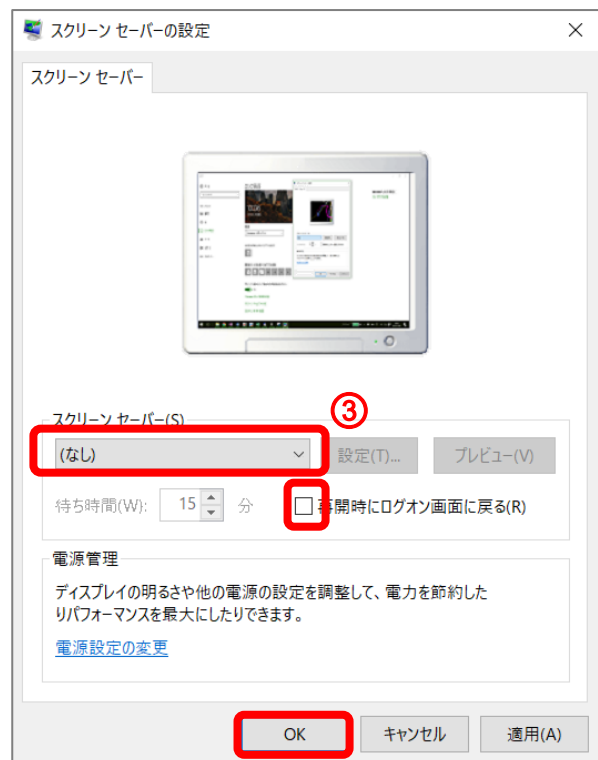 スクリーン セーバーの設定
スクリーン セーバー
スクリーン セーバー(S)
③
(なし)
設定(T)...
プレビュー(V)
待ち時間(W): 15 分
再開時にログオン画面に戻る(R)
電源管理
ディスプレイの明るさや他の電源の設定を調整して、電力を節約した
りパフォーマンスを最大にしたりできます。
電源設定の変更
OK
キャンセル
適用(A)